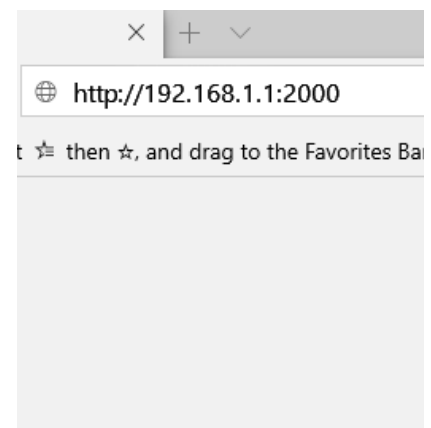 http://192.168.1.1:2000
t then ☆, and drag to the Favorites Ba